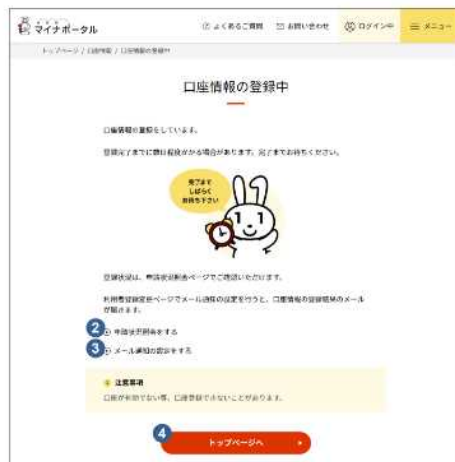 マイナポータル
よくあるご質問
お問い合わせ
ログイン中
メニュー
トップページ / 口座情報 / 口座情報の登録中
口座情報の登録中
口座情報の登録をしています。
登録完了までに数日程度かかる場合があります。完了までお待ちください。
完了まで
しばらく
お待ち下さい
登録状況は、申請状況照会ページでご確認いただけます。
利用者登録変更ページでメール通知の設定を行うと、口座情報の登録結果のメール
が届きます。
2 申請状況照会をする
3 メール通知の設定をする
注意事項
口座が有効でない等、口座登録できないことがあります。
4
トップページへ